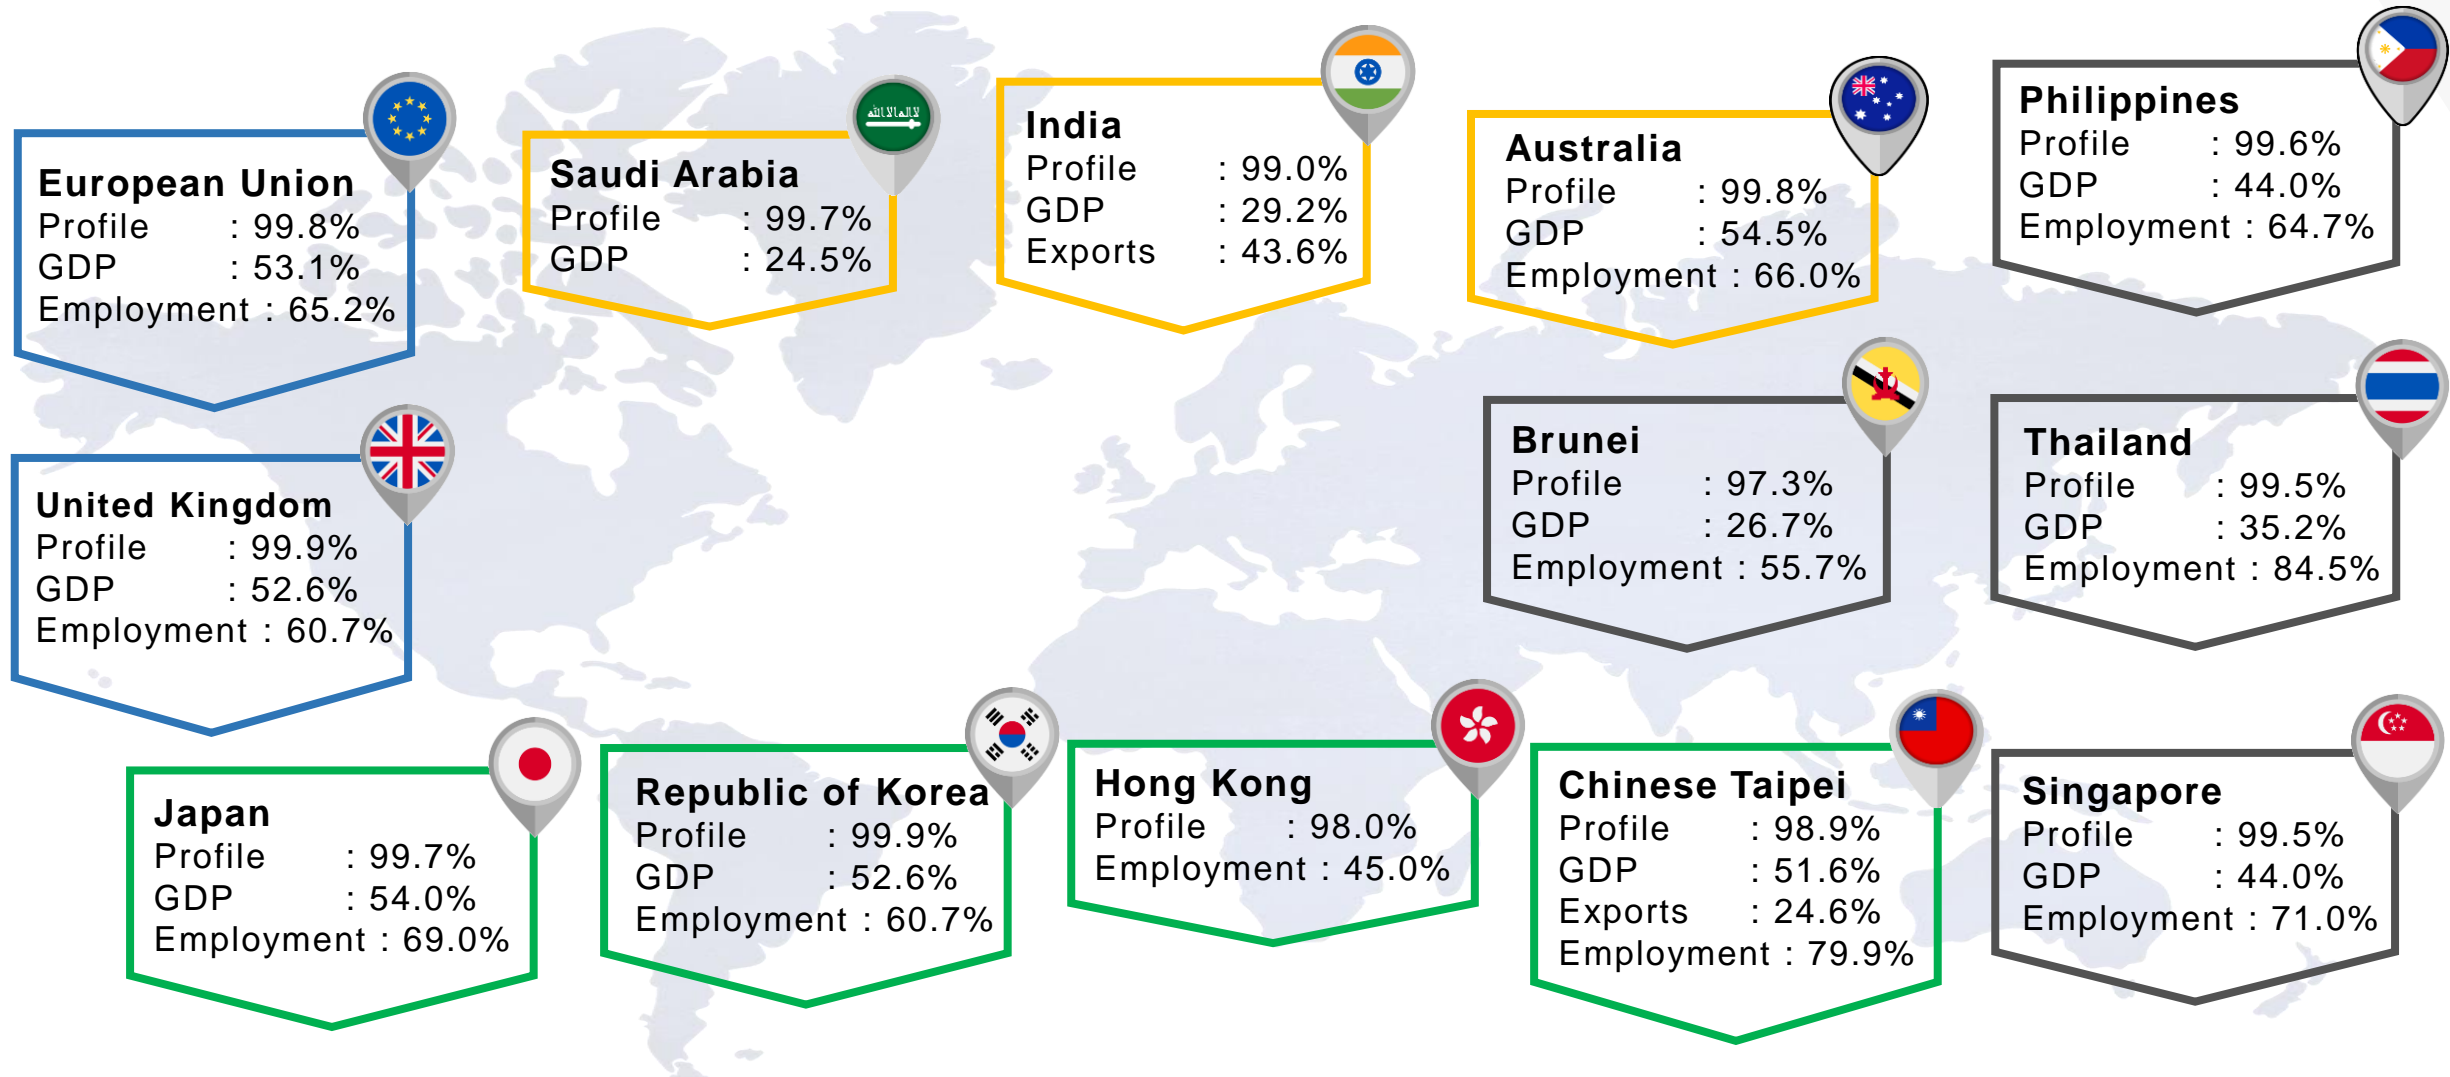 European Union
Profile : 99.8%
GDP : 53.1%
Employment : 65.2%
Saudi Arabia
Profile : 99.7%
GDP : 24.5%
India
Profile : 99.0%
GDP : 29.2%
Exports : 43.6%
Australia
Profile : 99.8%
GDP : 54.5%
Employment : 66.0%
Philippines
Profile : 99.6%
GDP : 44.0%
Employment : 64.7%
United Kingdom
Profile : 99.9%
GDP : 52.6%
Employment : 60.7%
Brunei
Profile : 97.3%
GDP : 26.7%
Employment : 55.7%
Thailand
Profile : 99.5%
GDP : 35.2%
Employment : 84.5%
Japan
Profile : 99.7%
GDP : 54.0%
Employment : 69.0%
Republic of Korea
Profile : 99.9%
GDP : 52.6%
Employment : 60.7%
Hong Kong
Profile : 98.0%
Employment : 45.0%
Chinese Taipei
Profile : 98.9%
GDP : 51.6%
Exports : 24.6%
Employment : 79.9%
Singapore
Profile : 99.5%
GDP : 44.0%
Employment : 71.0%